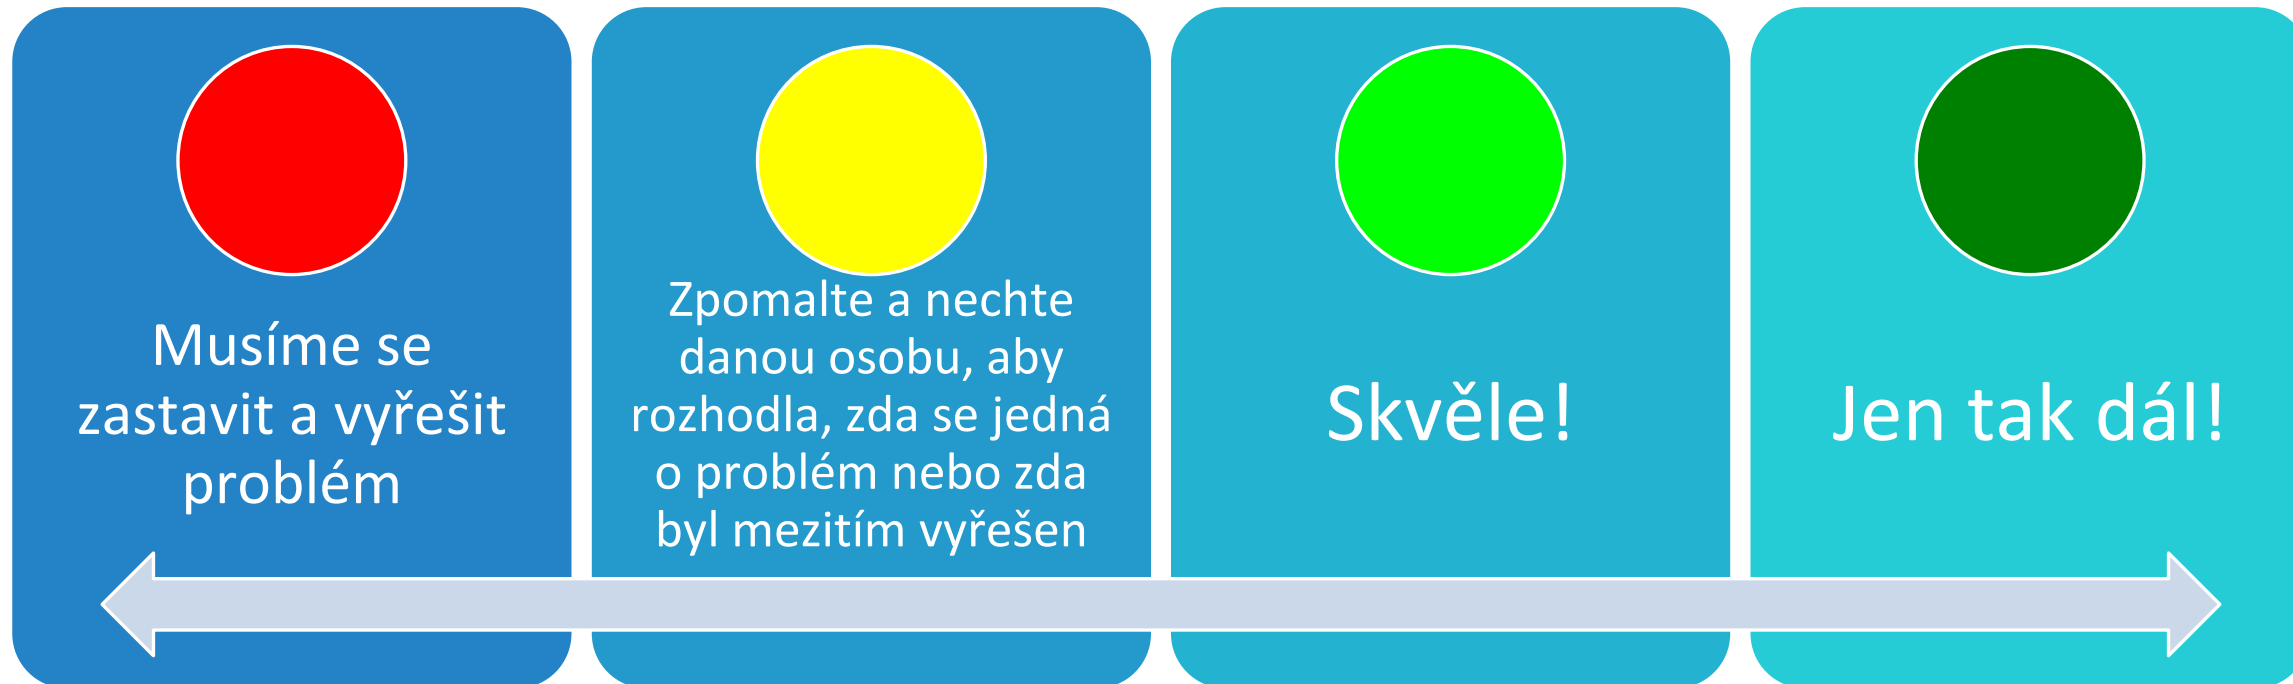 Musíme se
zastavit a vyřešit
problém
Zpomalte a nechte
danou osobu, aby
rozhodla, zda se jedná
o problém nebo zda
byl mezitím vyřešen
Skvěle!
Jen tak dál!